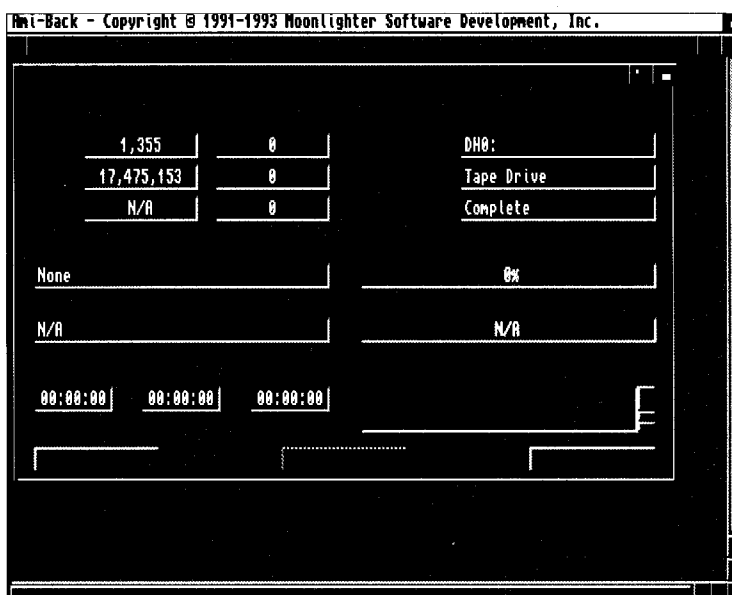 Ami-Back - Copyright © 1991-1993 Moonlighter Software Development, Inc.
1,355 0 DH0:
17,475,153 0 Tape Drive
N/A 0 Complete
None 0%
N/A N/A
00:00:00 00:00:00 00:00:00